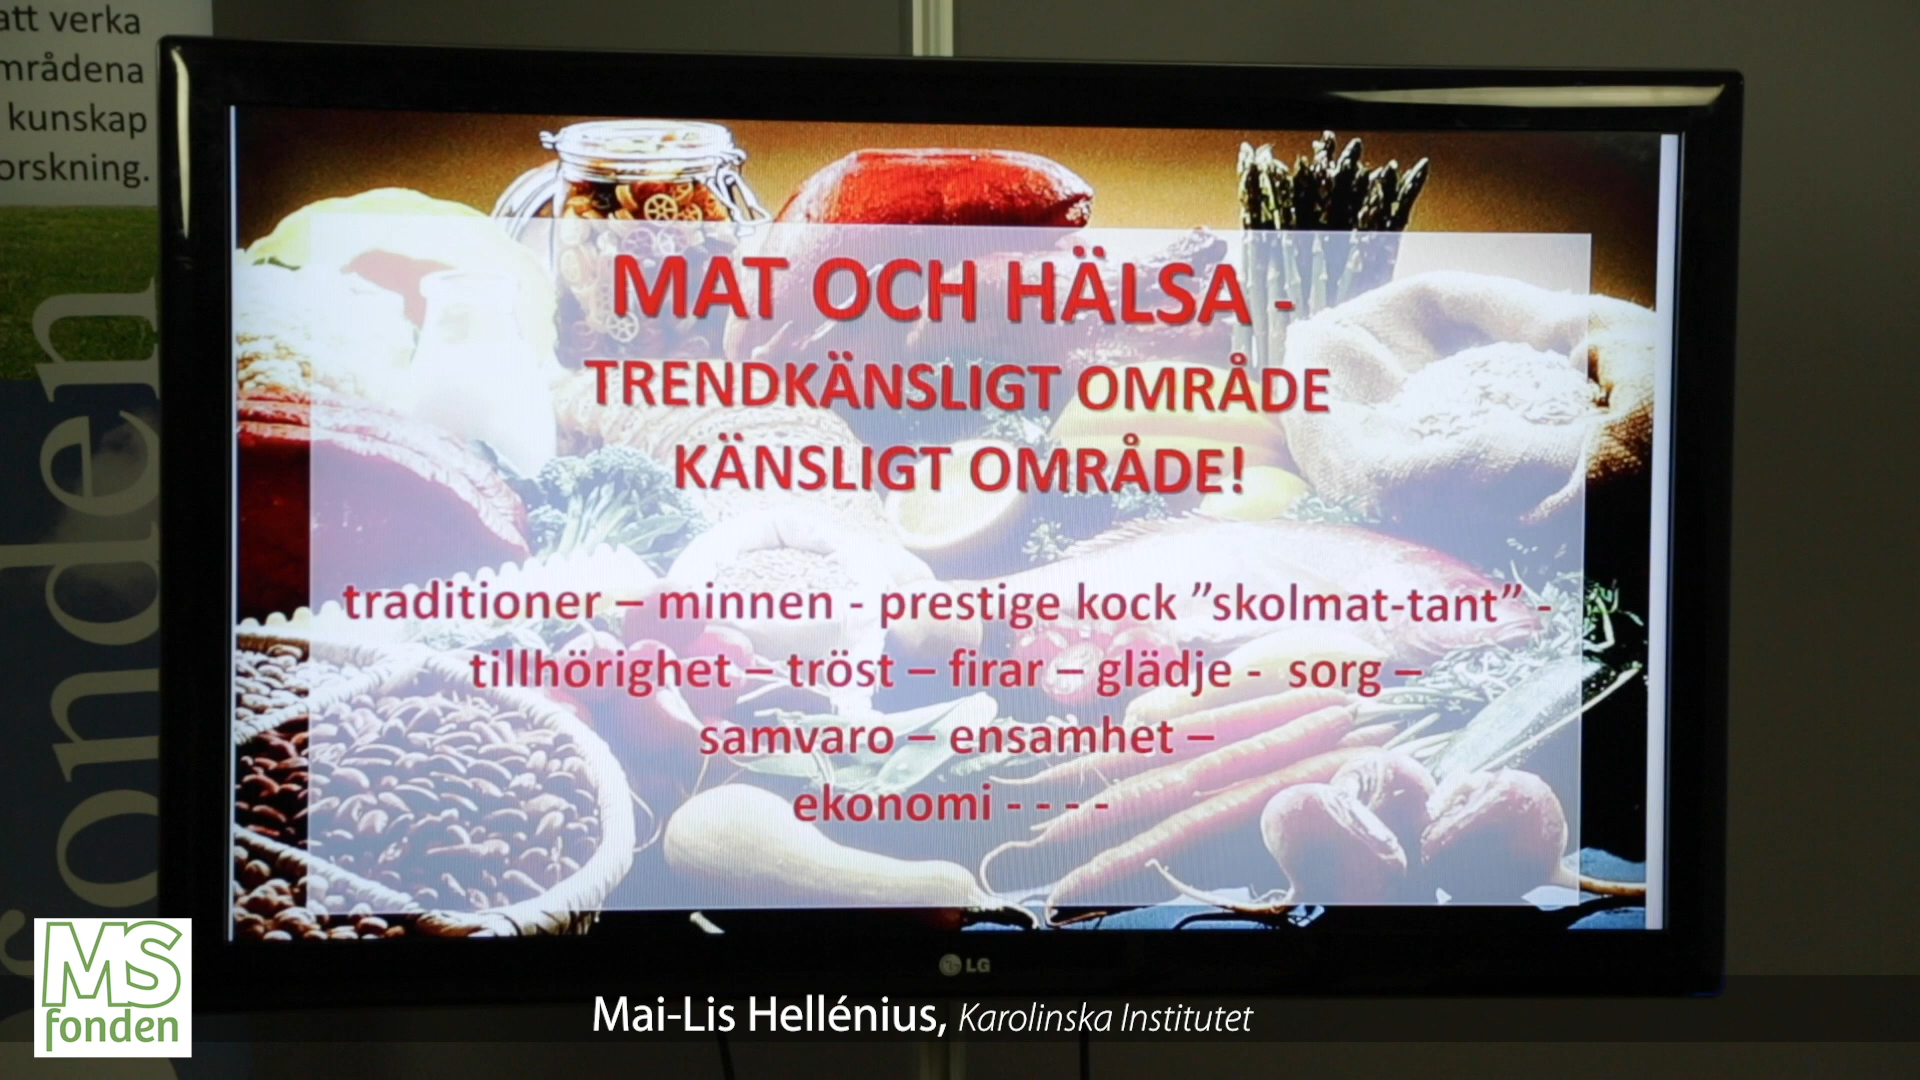 att verka
mrådena
kunskap
orskning.
fonden
MAT OCH HÄLSA -
TRENDKÄNSLIGT OMRÅDE
KÄNSLIGT OMRÅDE!
traditioner – minnen - prestige kock ”skolmat-tant” -
tillhörighet – tröst – firar – glädje - sorg –
samvaro – ensamhet –
ekonomi - - - -
LG
MS
fonden
Mai-Lis Hellénius, Karolinska Institutet